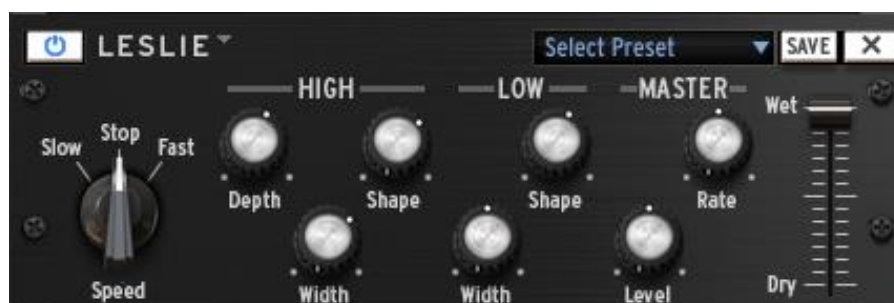 LESLIE Select Preset SAVE X
HIGH LOW MASTER Wet
Slow Stop Fast
Depth Shape Shape Rate
Speed Width Width Level Dry